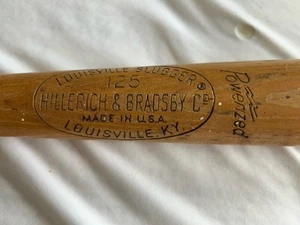 LOUISVILLE SLUGGER
125
HILLERICH & BRADSBY Co
MADE IN U.S.A.
LOUISVILLE, KY.
Powerized